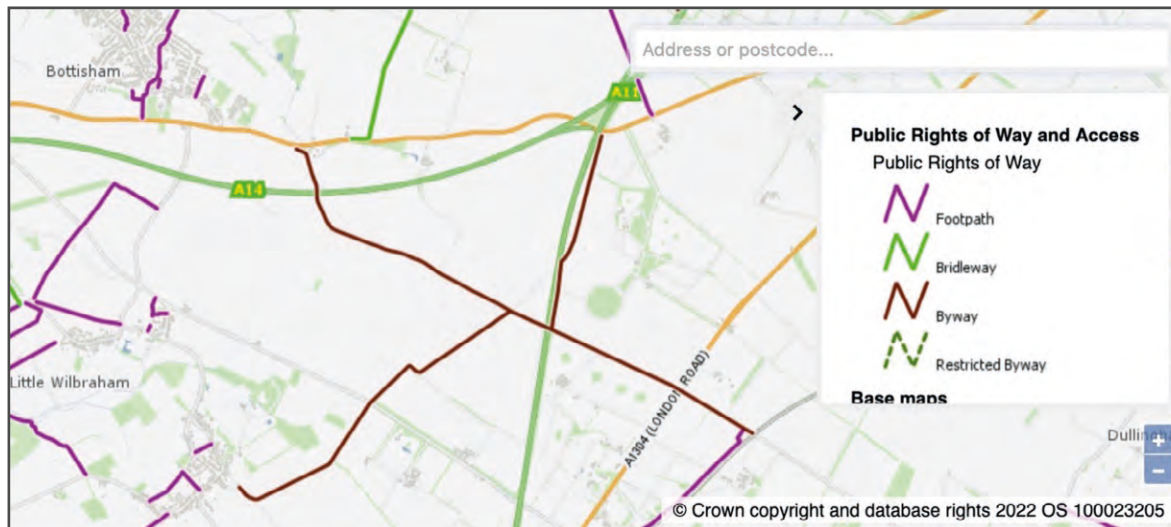 Address or postcode...
Bottisham
A11
Public Rights of Way and Access
Public Rights of Way
A14
Footpath
Bridleway
Byway
Restricted Byway
Little Wilbraham
A1304 (LONDON ROAD)
Base maps
+
−
© Crown copyright and database rights 2022 OS 100023205